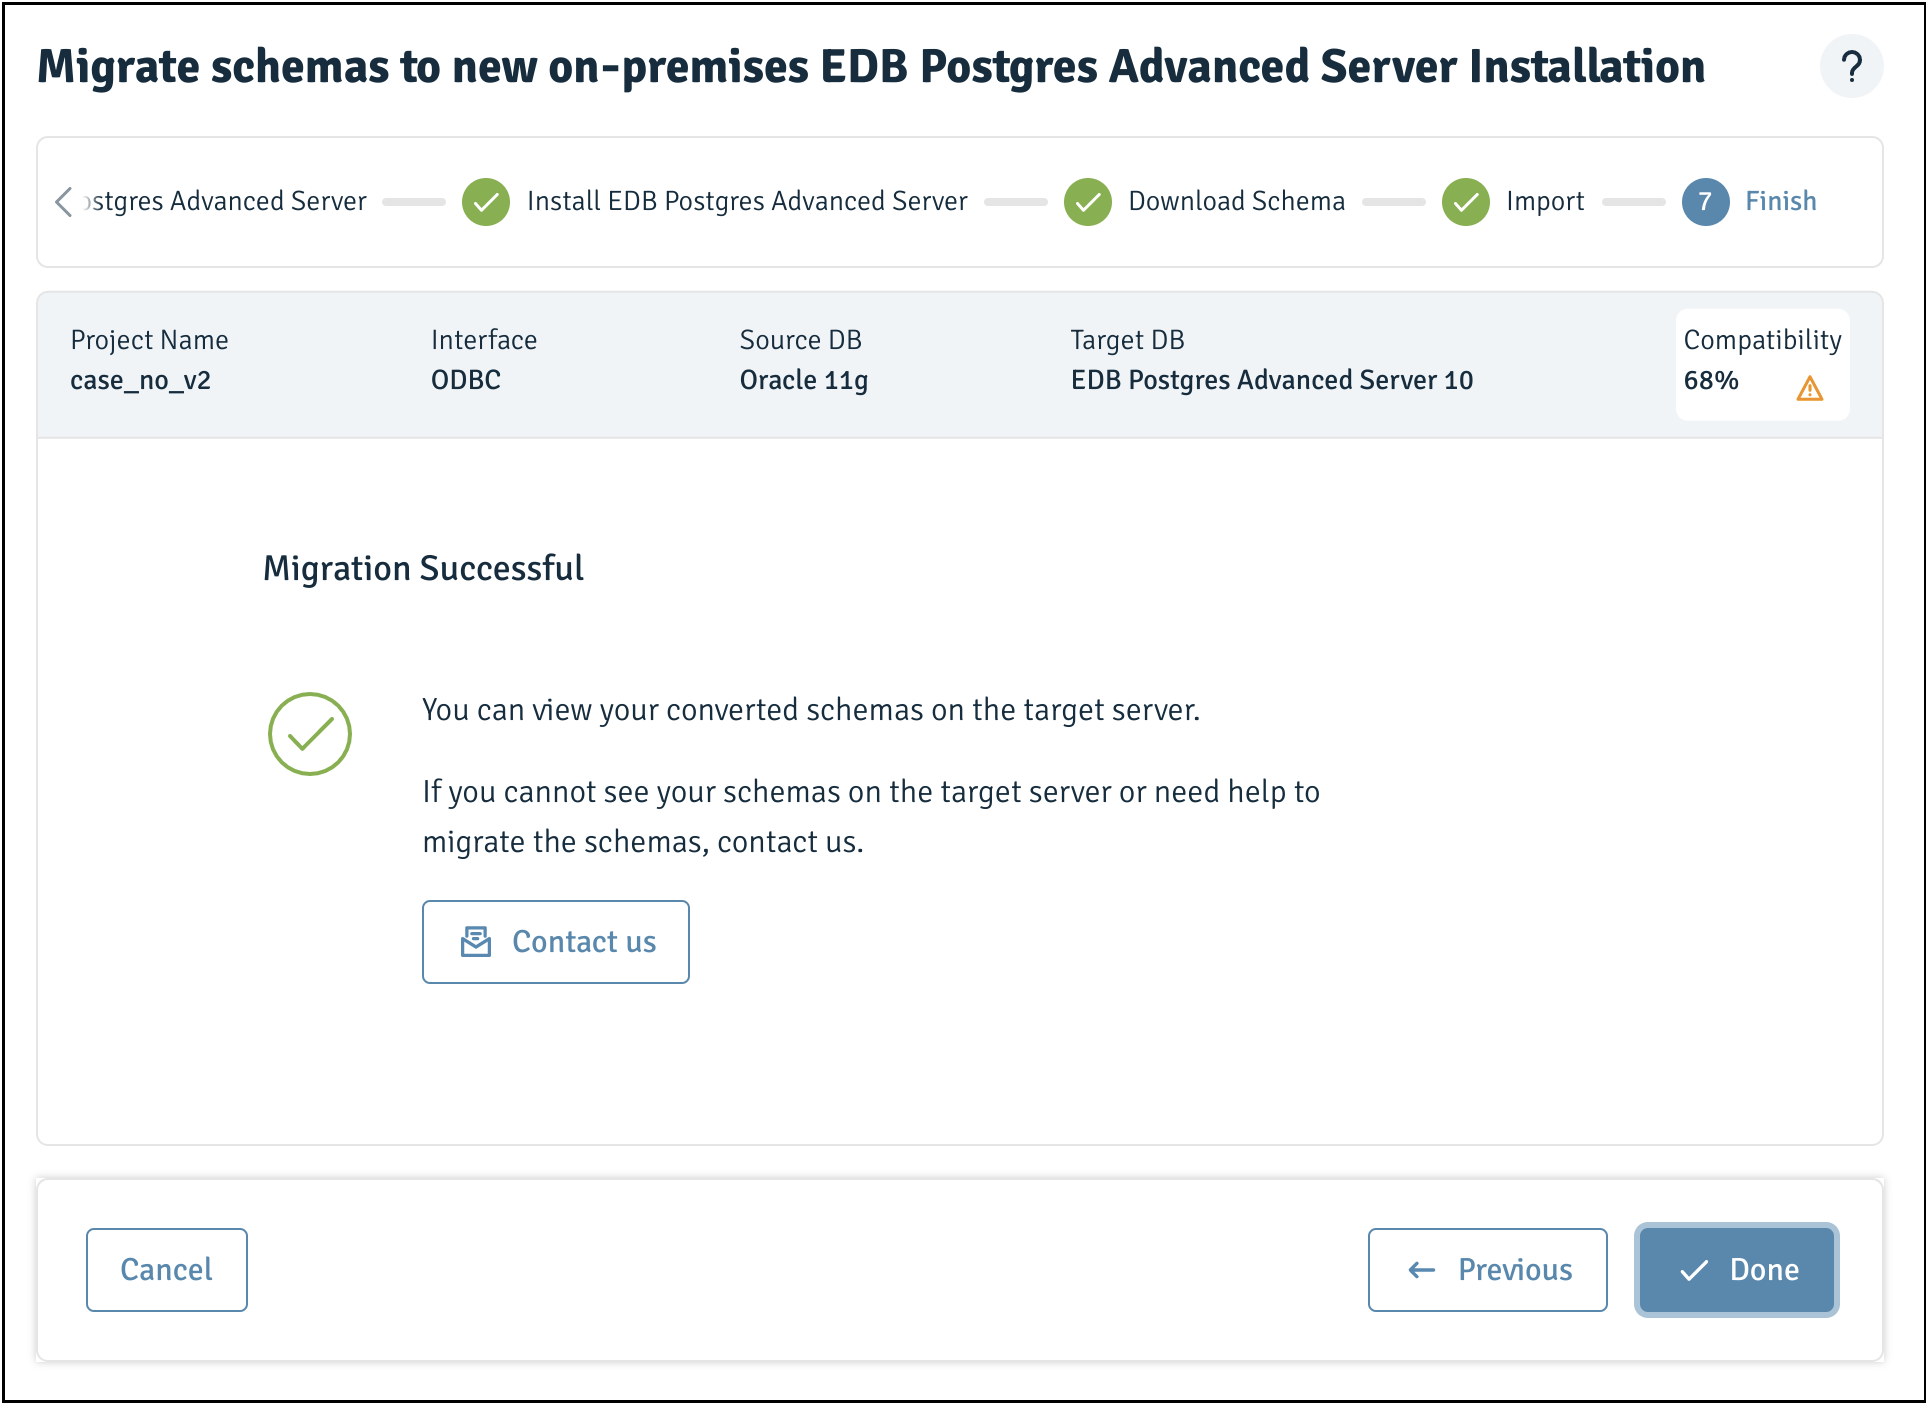 Migrate schemas to new on-premises EDB Postgres Advanced Server Installation
?
Advanced Server Install EDB Postgres Advanced Server Download Schema Import 7 Finish
Project Name Interface Source DB Target DB Compatibility
case_no_v2 ODBC Oracle 11g EDB Postgres Advanced Server 10 68%
Migration Successful
You can view your converted schemas on the target server.
If you cannot see your schemas on the target server or need help to
migrate the schemas, contact us.
Contact us
Cancel Previous Done